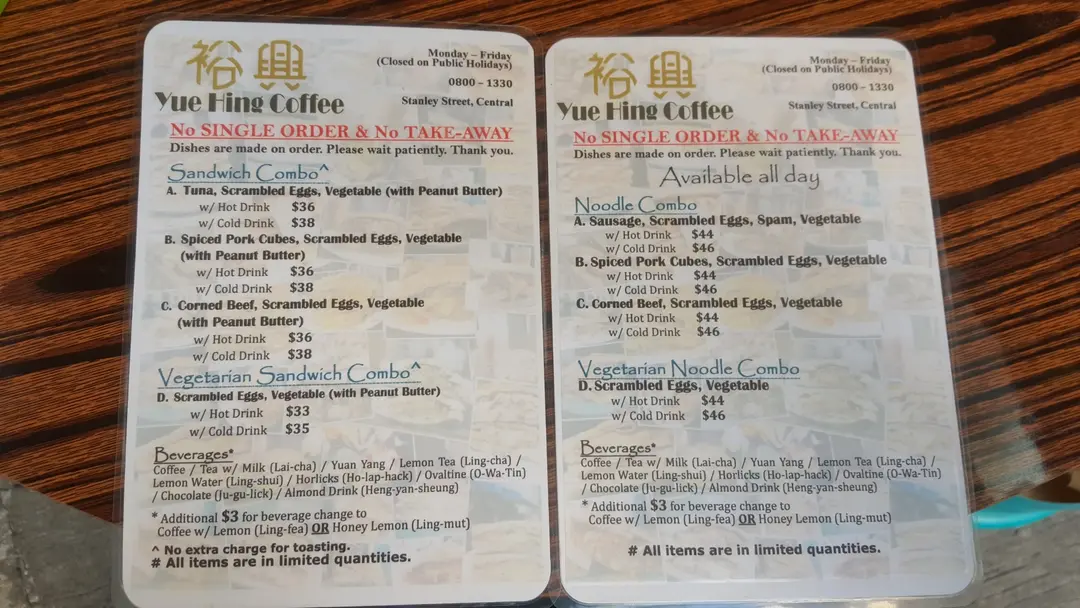 裕興
Monday – Friday
(Closed on Public Holidays)
0800 – 1330
Yue Hing Coffee
Stanley Street, Central
No SINGLE ORDER & No TAKE-AWAY
Dishes are made on order. Please wait patiently. Thank you.
Sandwich Combo^
A. Tuna, Scrambled Eggs, Vegetable (with Peanut Butter)
w/ Hot Drink $36
w/ Cold Drink $38
B. Spiced Pork Cubes, Scrambled Eggs, Vegetable
(with Peanut Butter)
w/ Hot Drink $36
w/ Cold Drink $38
C. Corned Beef, Scrambled Eggs, Vegetable
(with Peanut Butter)
w/ Hot Drink $36
w/ Cold Drink $38
Vegetarian Sandwich Combo^
D. Scrambled Eggs, Vegetable (with Peanut Butter)
w/ Hot Drink $33
w/ Cold Drink $35
Beverages*
Coffee / Tea w/ Milk (Lai-cha) / Yuan Yang / Lemon Tea (Ling-cha) /
Lemon Water (Ling-shui) / Horlicks (Ho-lap-hack) / Ovaltine (O-Wa-Tin)
/ Chocolate (Ju-gu-lick) / Almond Drink (Heng-yan-sheung)
* Additional $3 for beverage change to
Coffee w/ Lemon (Ling-fea) OR Honey Lemon (Ling-mut)
^ No extra charge for toasting.
# All items are in limited quantities.
裕興
Monday – Friday
(Closed on Public Holidays)
0800 – 1330
Yue Hing Coffee
Stanley Street, Central
No SINGLE ORDER & No TAKE-AWAY
Dishes are made on order. Please wait patiently. Thank you.
Available all day
Noodle Combo
A. Sausage, Scrambled Eggs, Spam, Vegetable
w/ Hot Drink $44
w/ Cold Drink $46
B. Spiced Pork Cubes, Scrambled Eggs, Vegetable
w/ Hot Drink $44
w/ Cold Drink $46
C. Corned Beef, Scrambled Eggs, Vegetable
w/ Hot Drink $44
w/ Cold Drink $46
Vegetarian Noodle Combo
D. Scrambled Eggs, Vegetable
w/ Hot Drink $44
w/ Cold Drink $46
Beverages*
Coffee / Tea w/ Milk (Lai-cha) / Yuan Yang / Lemon Tea (Ling-cha) /
Lemon Water (Ling-shui) / Horlicks (Ho-lap-hack) / Ovaltine (O-Wa-Tin)
/ Chocolate (Ju-gu-lick) / Almond Drink (Heng-yan-sheung)
* Additional $3 for beverage change to
Coffee w/ Lemon (Ling-fea) OR Honey Lemon (Ling-mut)
# All items are in limited quantities.